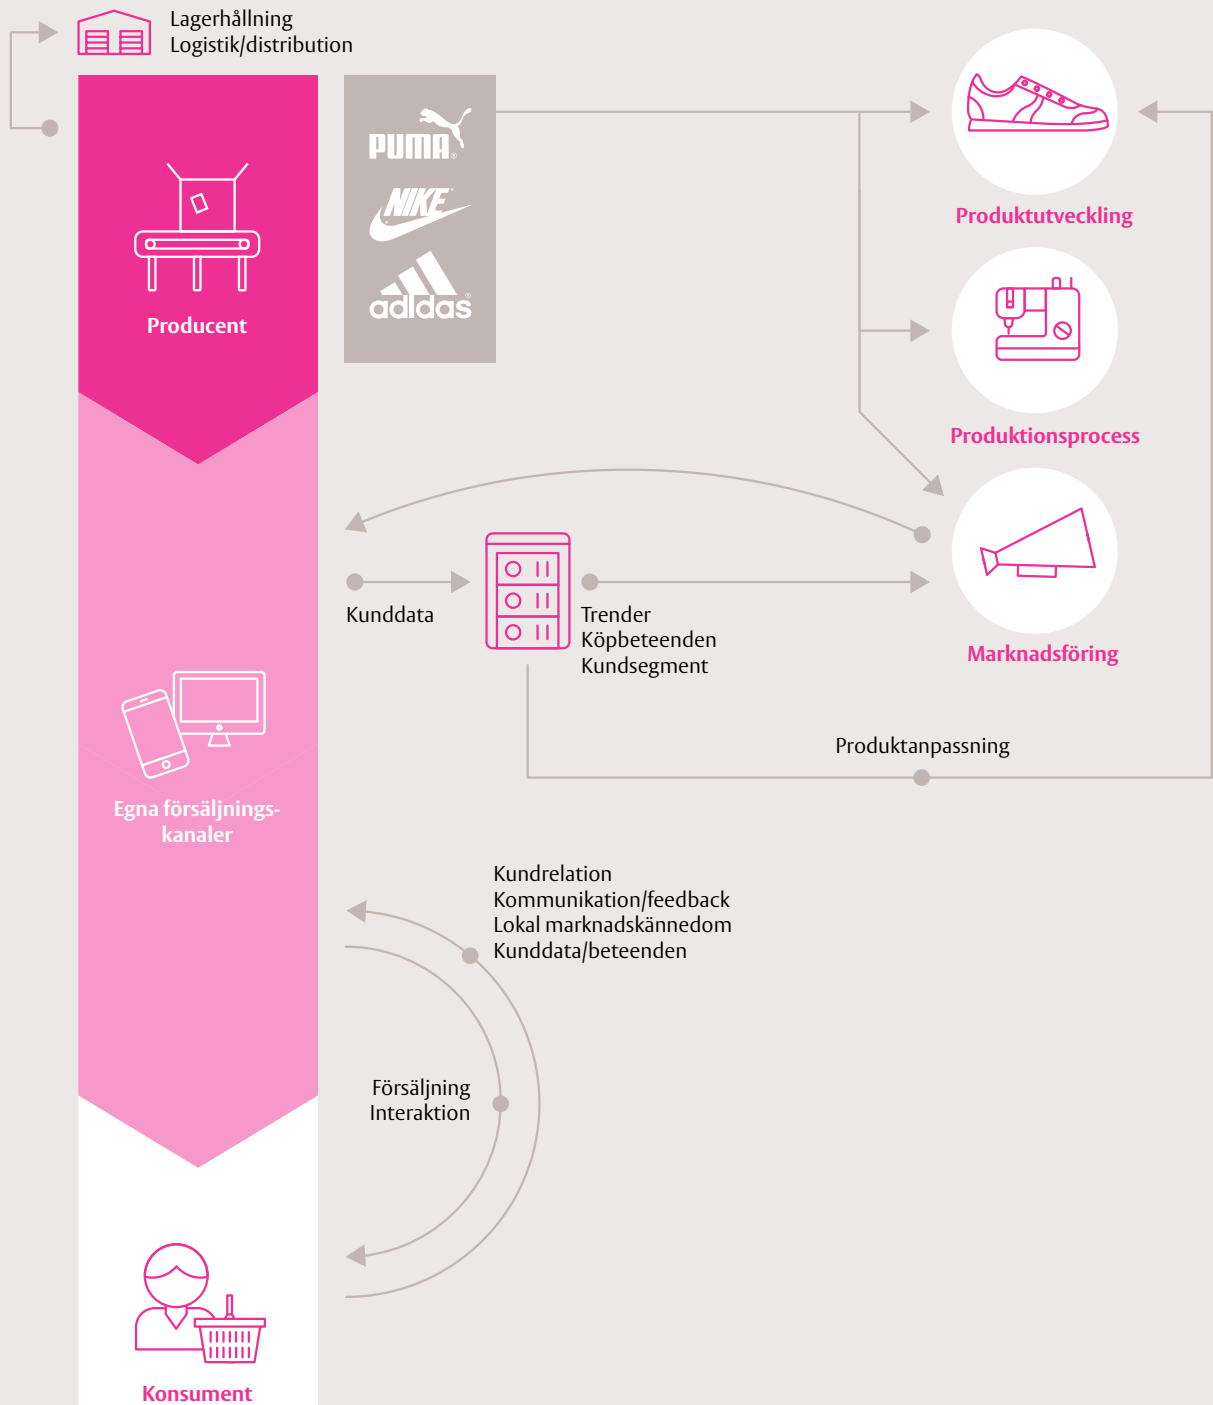 Lagerhållning
Logistik/distribution
PUMA®
NIKE
adidas®
Producent
Produktutveckling
Produktionsprocess
Marknadsföring
Kunddata
Trender
Köpbeteenden
Kundsegment
Produktanpassning
Egna försäljnings-
kanaler
Kundrelation
Kommunikation/feedback
Lokal marknadskännedom
Kunddata/beteenden
Försäljning
Interaktion
Konsument